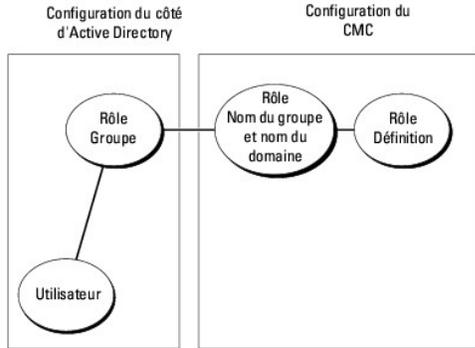 Configuration du côté
d'Active Directory
Configuration du
CMC
Rôle
Groupe
Rôle
Nom du groupe
et nom du
domaine
Rôle
Définition
Utilisateur